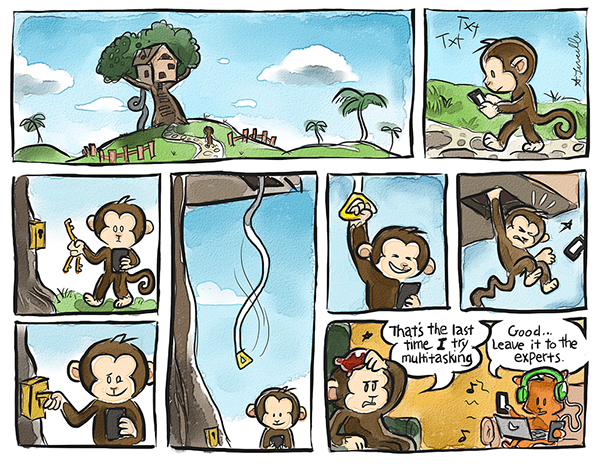 Txt
Txt
That's the last
time I try
multitasking
Good...
Leave it to the
experts.